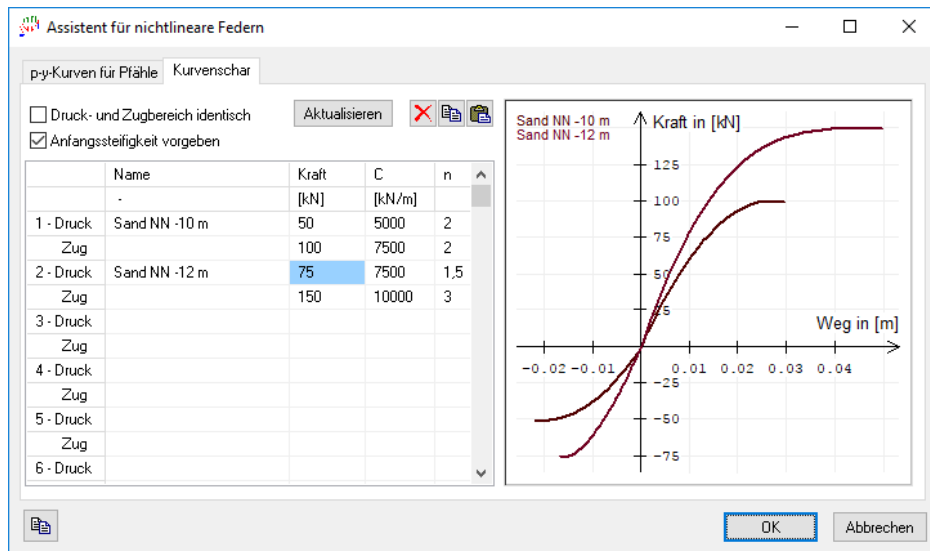 Assistent für nichtlineare Federn
p-y-Kurven für Pfähle Kurvenschar
Druck- und Zugbereich identisch
Aktualisieren
Anfangssteifigkeit vorgeben
Name Kraft C n
- [kN] [kN/m]
1 - Druck Sand NN -10 m 50 5000 2
Zug 100 7500 2
2 - Druck Sand NN -12 m 75 7500 1,5
Zug 150 10000 3
3 - Druck
Zug
4 - Druck
Zug
5 - Druck
Zug
6 - Druck
Sand NN -10 m
Sand NN -12 m
Kraft in [kN]
125
100
75
50
25
Weg in [m]
-0.02 -0.01 0.01 0.02 0.03 0.04
-25
-50
-75
OK Abbrechen